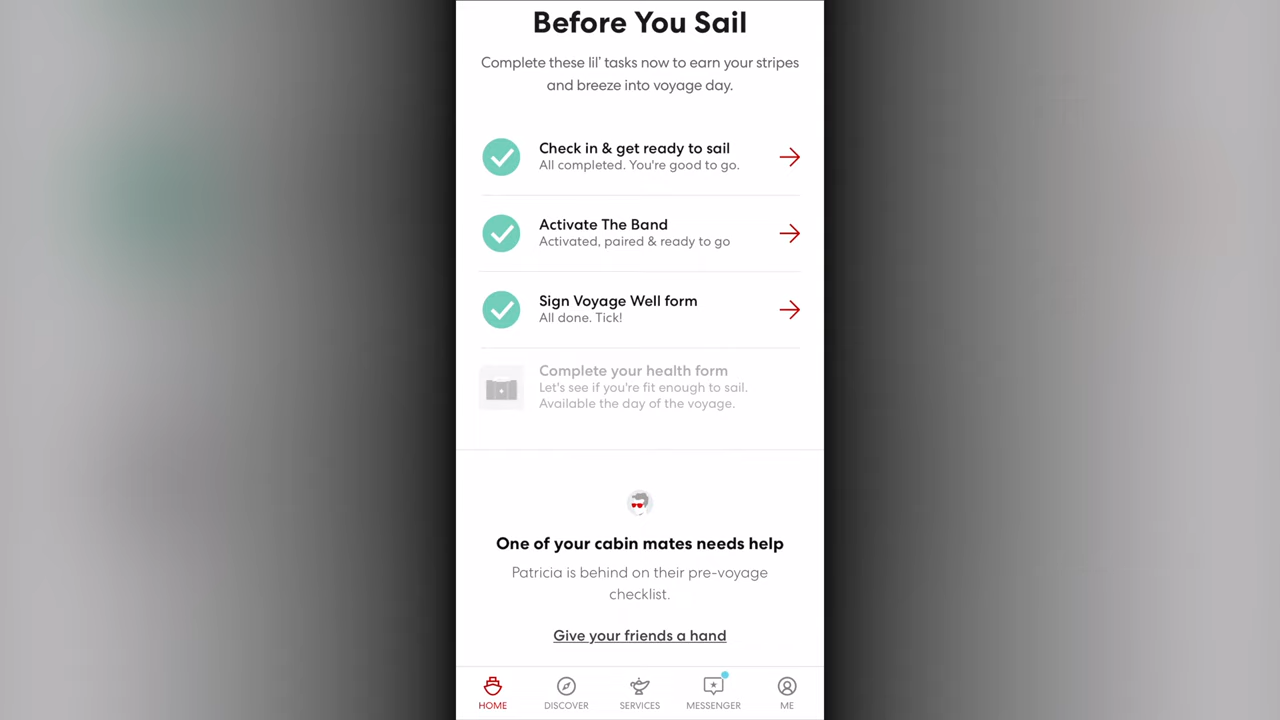 Before You Sail
Complete these lil' tasks now to earn your stripes
and breeze into voyage day.
Check in & get ready to sail
All completed. You're good to go.
Activate The Band
Activated, paired & ready to go
Sign Voyage Well form
All done. Tick!
Complete your health form
Let's see if you're fit enough to sail.
Available the day of the voyage.
One of your cabin mates needs help
Patricia is behind on their pre-voyage
checklist.
Give your friends a hand
HOME
DISCOVER
SERVICES
MESSENGER
ME